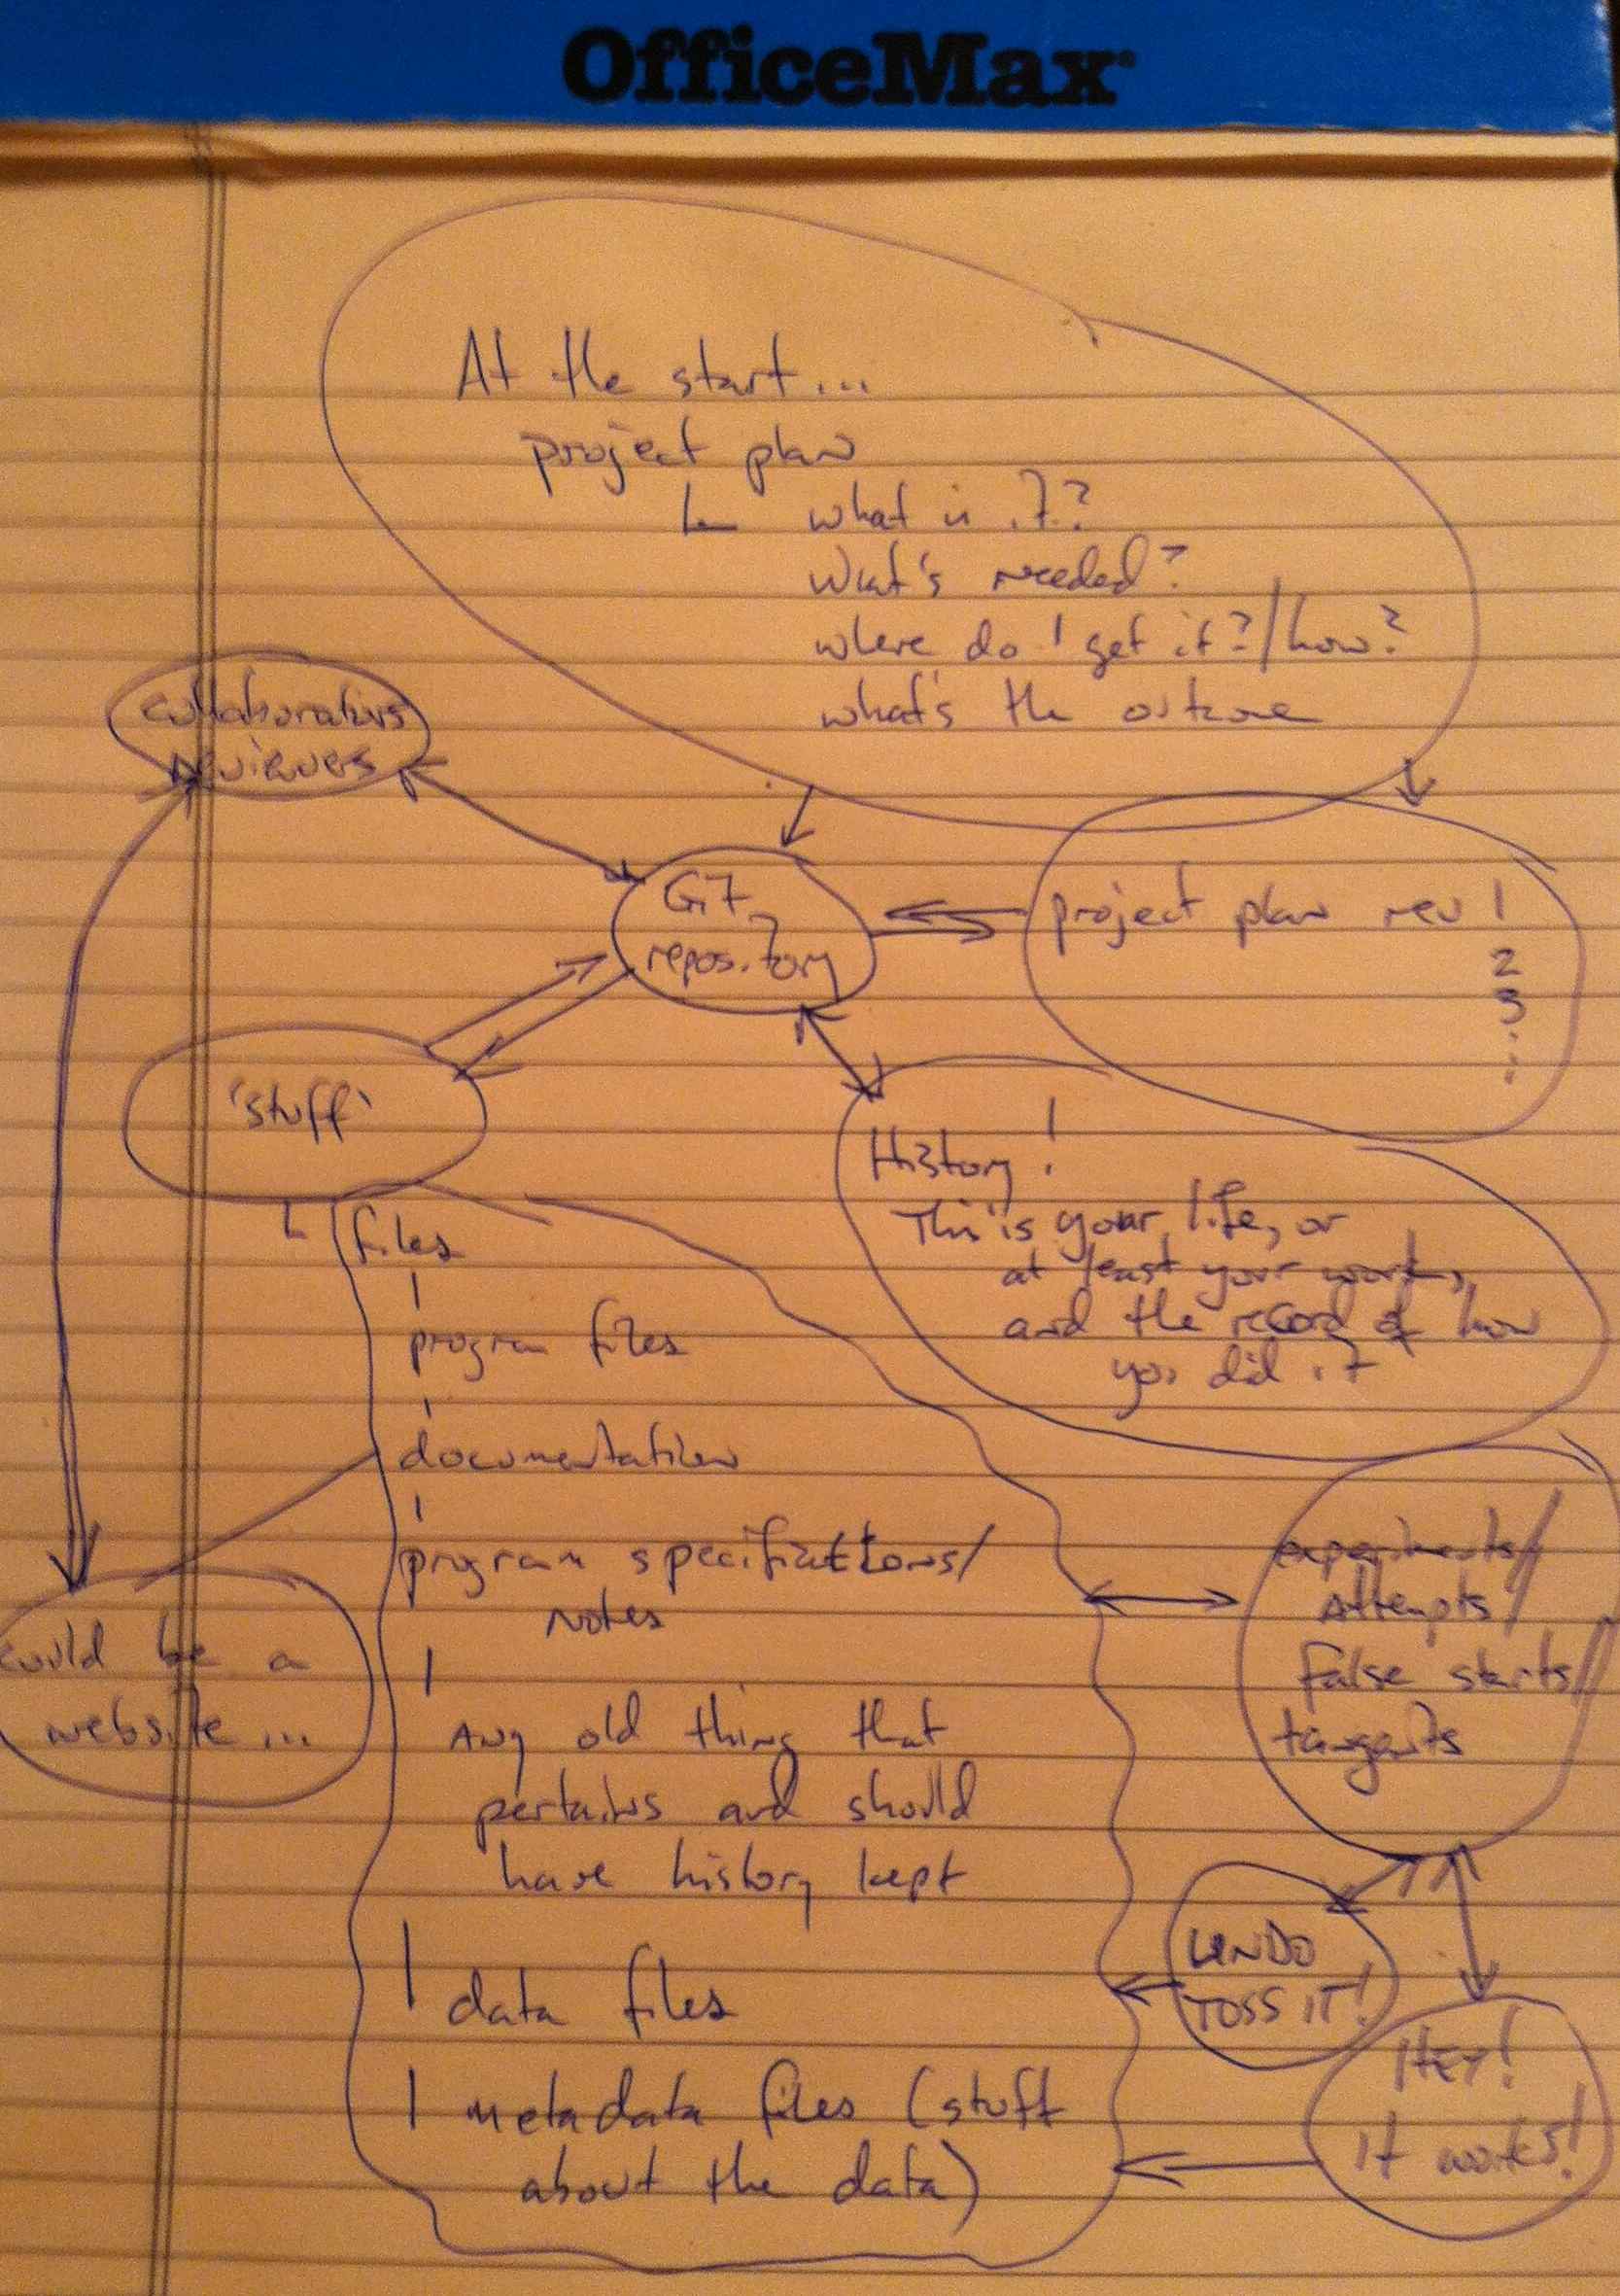 OfficeMax
At the start...
project plan
what is it?
What's needed?
where do I get it?/how?
what's the outcome
collaborators
reviewers
Git
repository
project plan rev 1
2
3
'stuff'
History!
This is your life, or
at least your work,
and the record of how
you did it
files
program files
documentation
program specifications/
Notes
Any old thing that
pertains and should
have history kept
data files
metadata files (stuff
about the data)
could be a
website...
experiments/
Attempts/
false starts/
tangents
UNDO
TOSS IT!
HEY!
it works!